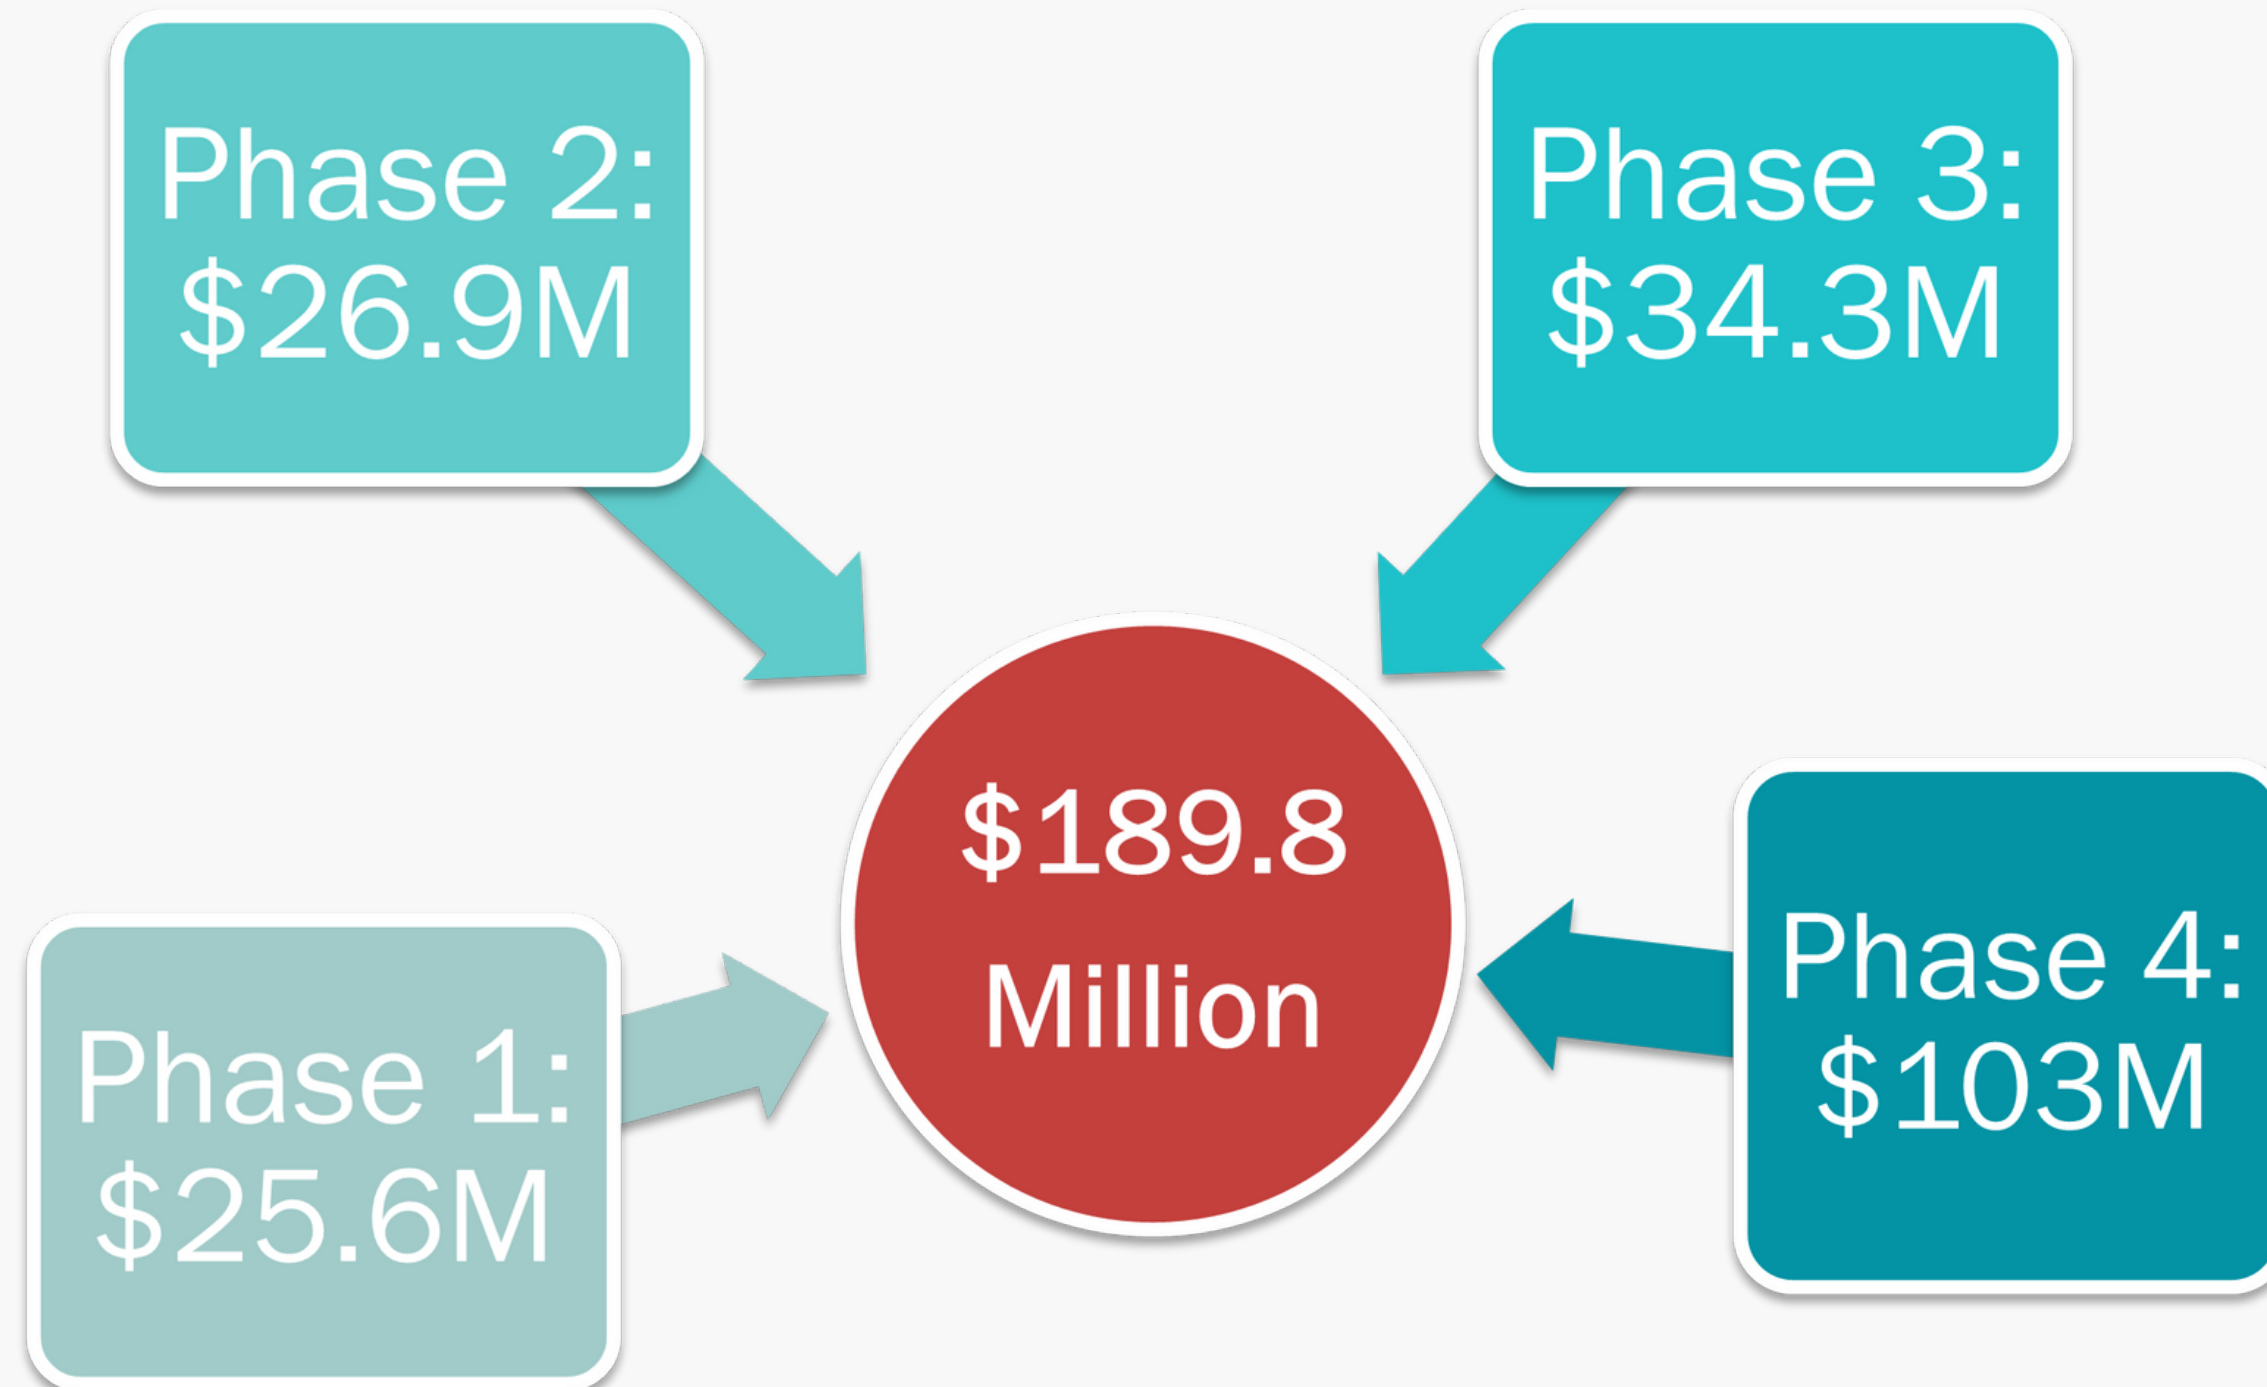 Phase 2:
$26.9M
Phase 3:
$34.3M
$189.8
Million
Phase 1:
$25.6M
Phase 4:
$103M